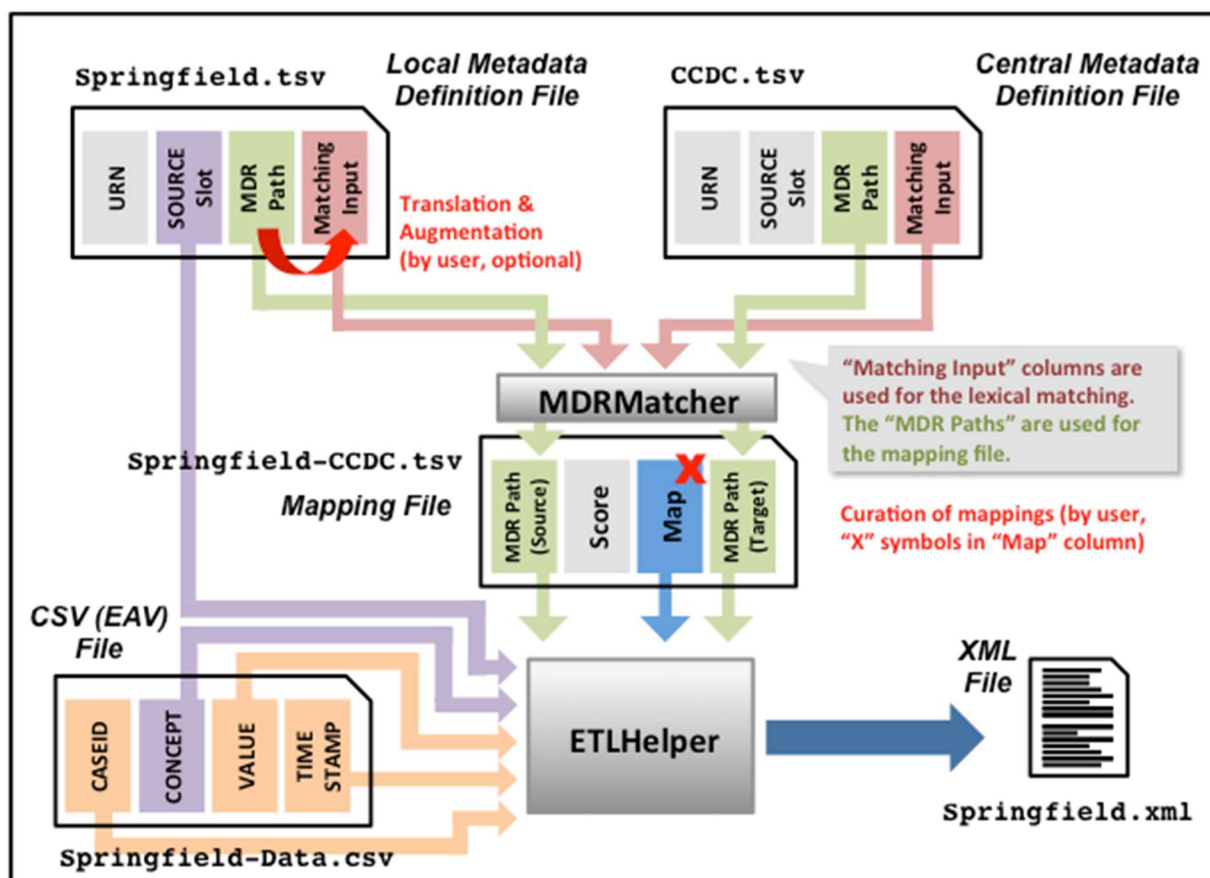 Springfield.tsv
Local Metadata
Definition File
URN
SOURCE
Slot
MDR
Path
Matching
Input
Translation &
Augmentation
(by user, optional)
CCDC.tsv
Central Metadata
Definition File
URN
SOURCE
Slot
MDR
Path
Matching
Input
MDRMatcher
“Matching Input” columns are
used for the lexical matching.
The “MDR Paths” are used for
the mapping file.
Springfield-CCDC.tsv
Mapping File
MDR Path
(Source)
Score
Map
X
MDR Path
(Target)
Curation of mappings (by user,
“X” symbols in “Map” column)
CSV (EAV)
File
CASEID
CONCEPT
VALUE
TIME
STAMP
Springfield-Data.csv
ETLHelper
XML
File
Springfield.xml